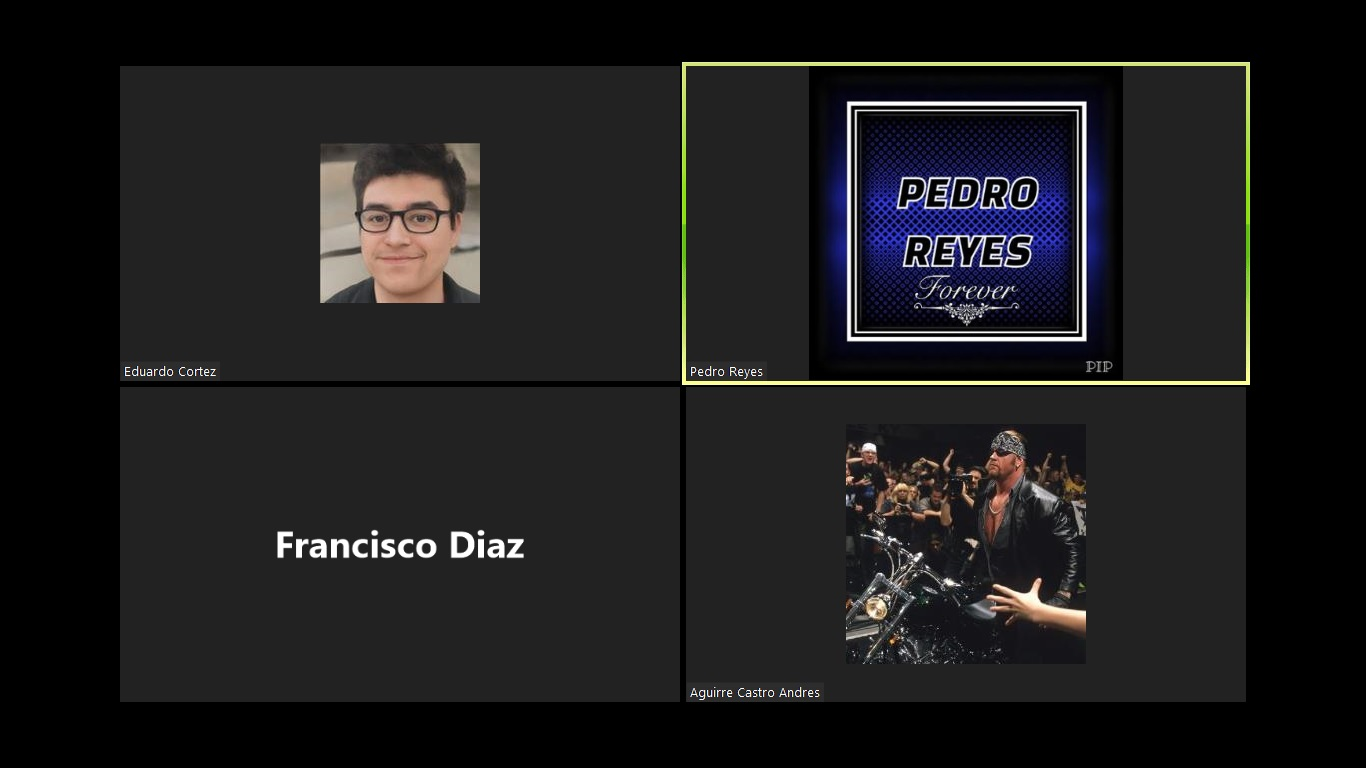 Eduardo Cortez
PEDRO
REYES
Forever
PIP
Pedro Reyes
Francisco Diaz
Aguirre Castro Andres